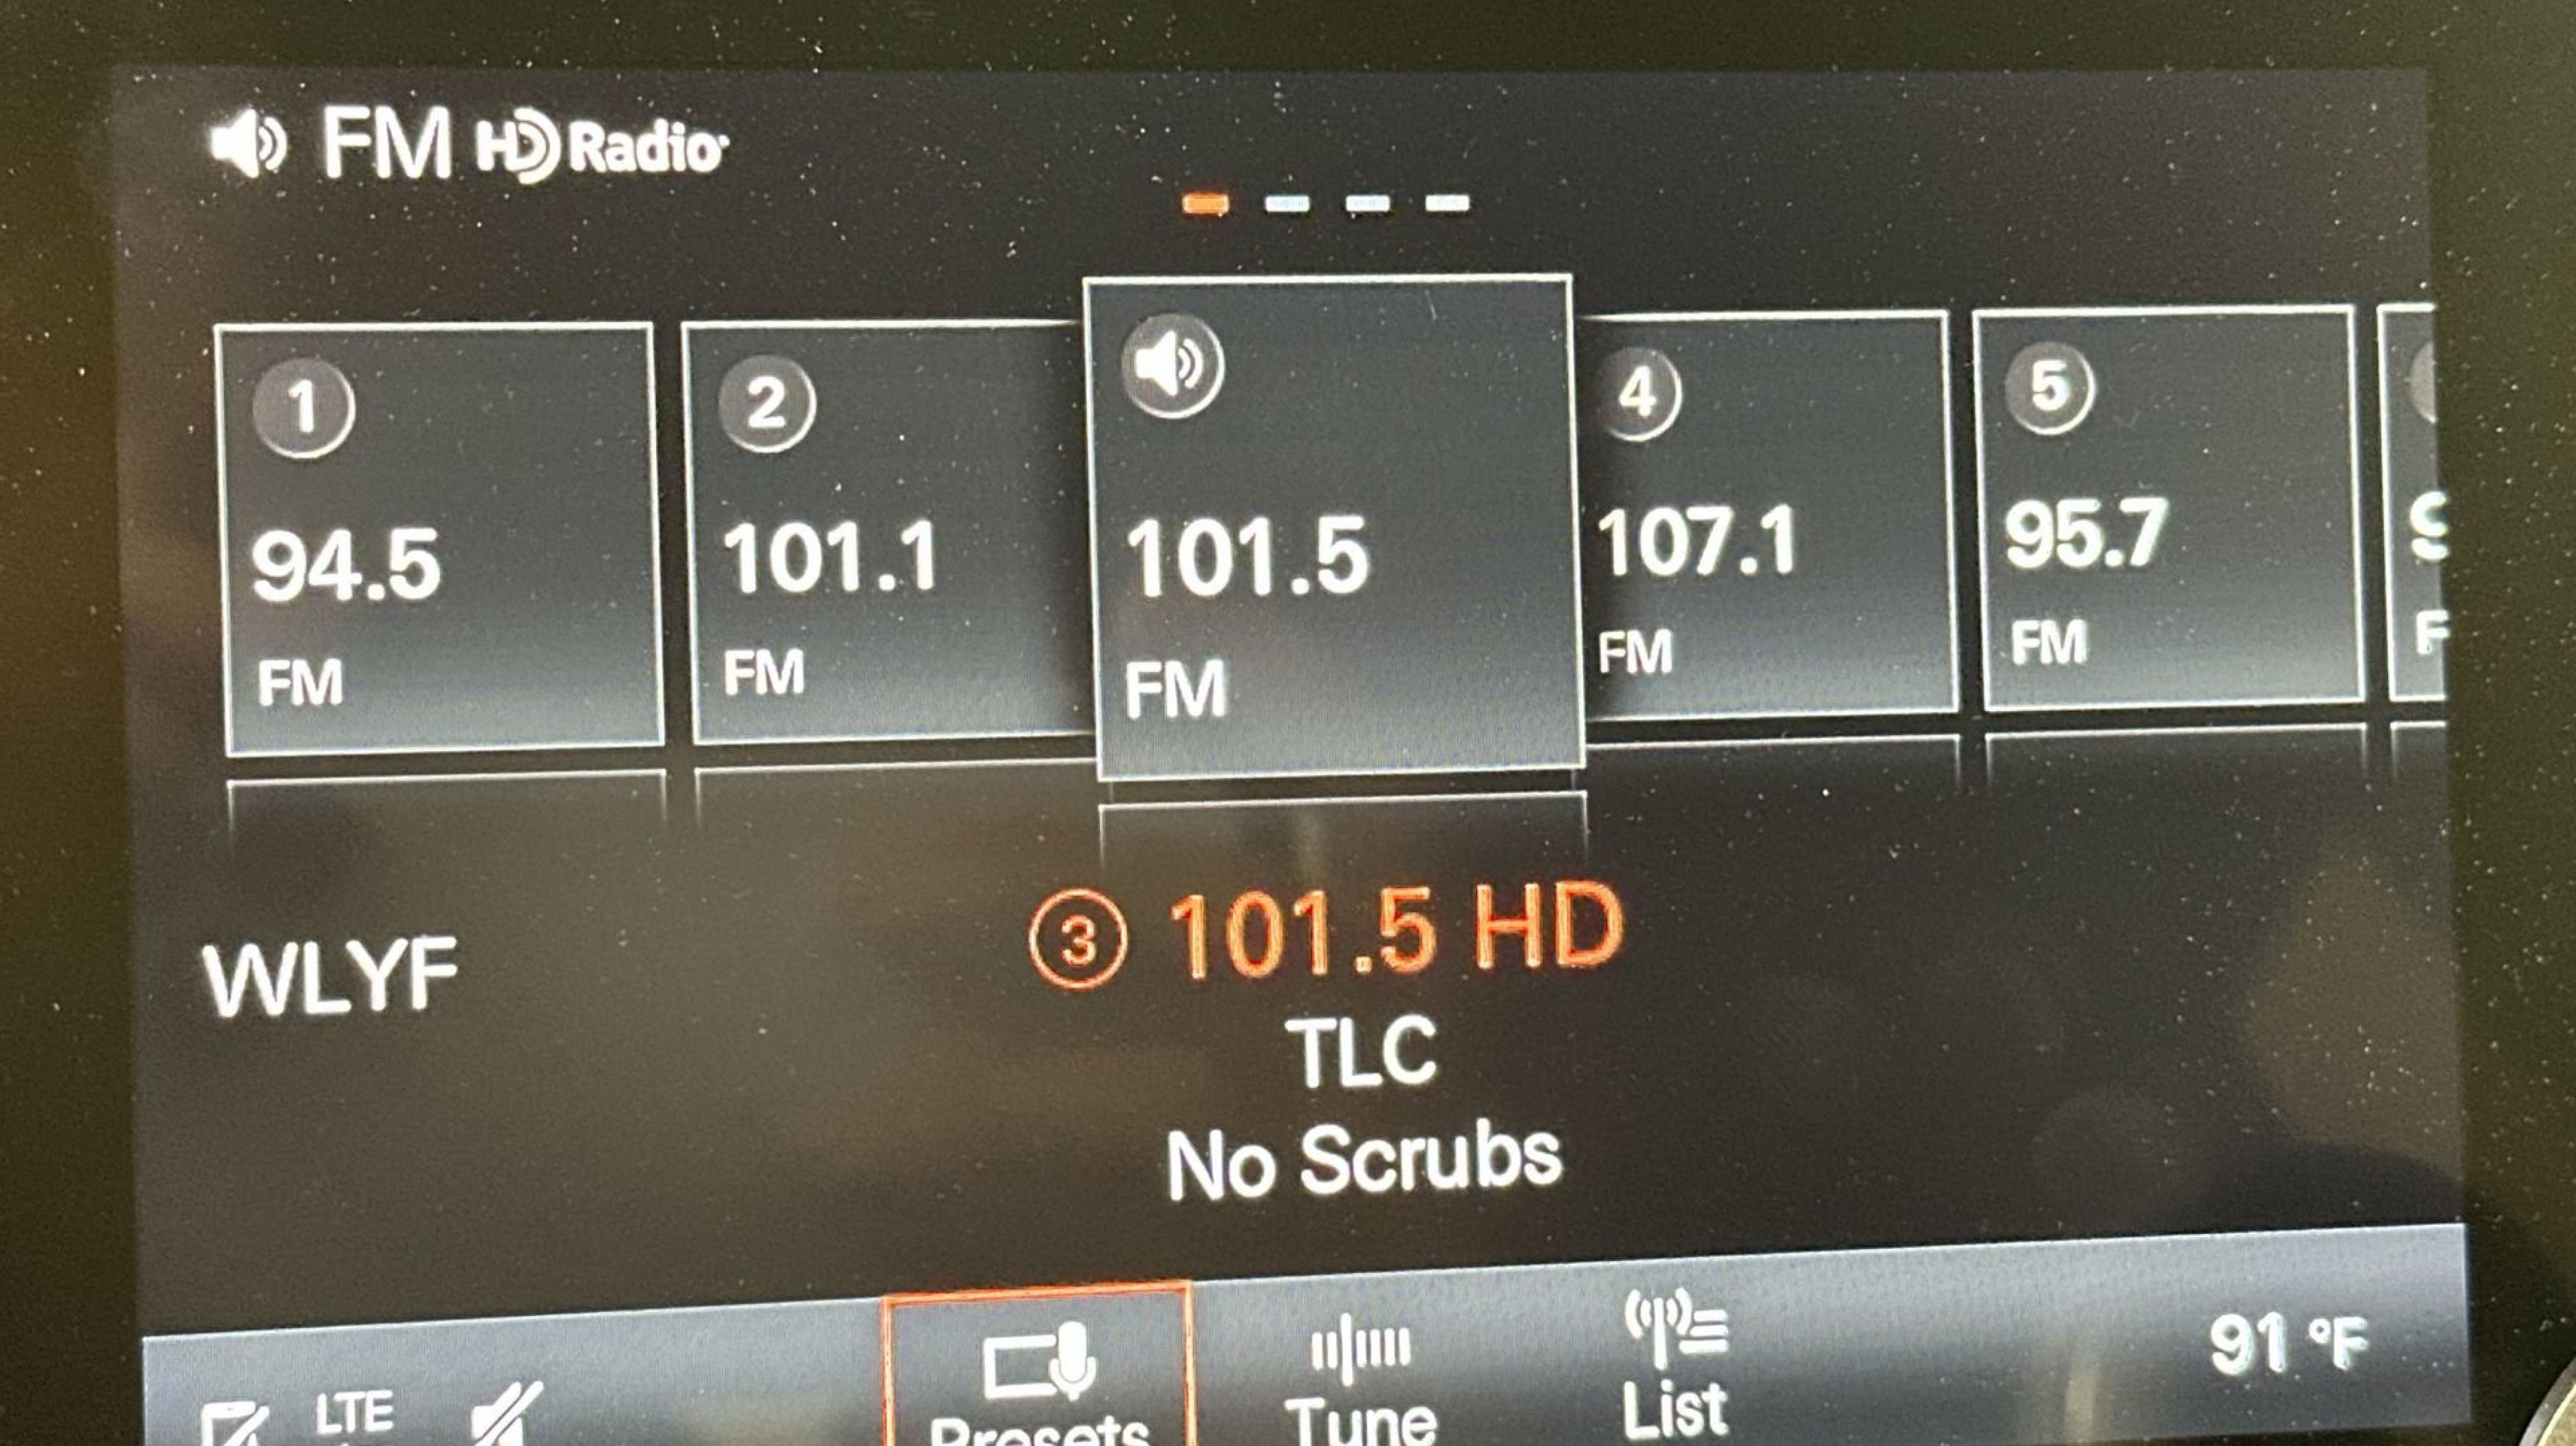 FM HD Radio
1
2
4
5
94.5
101.1
101.5
107.1
95.7
FM
FM
FM
FM
FM
WLYF
3 101.5 HD
TLC
No Scrubs
LTE
Presets
Tune
List
91 °F